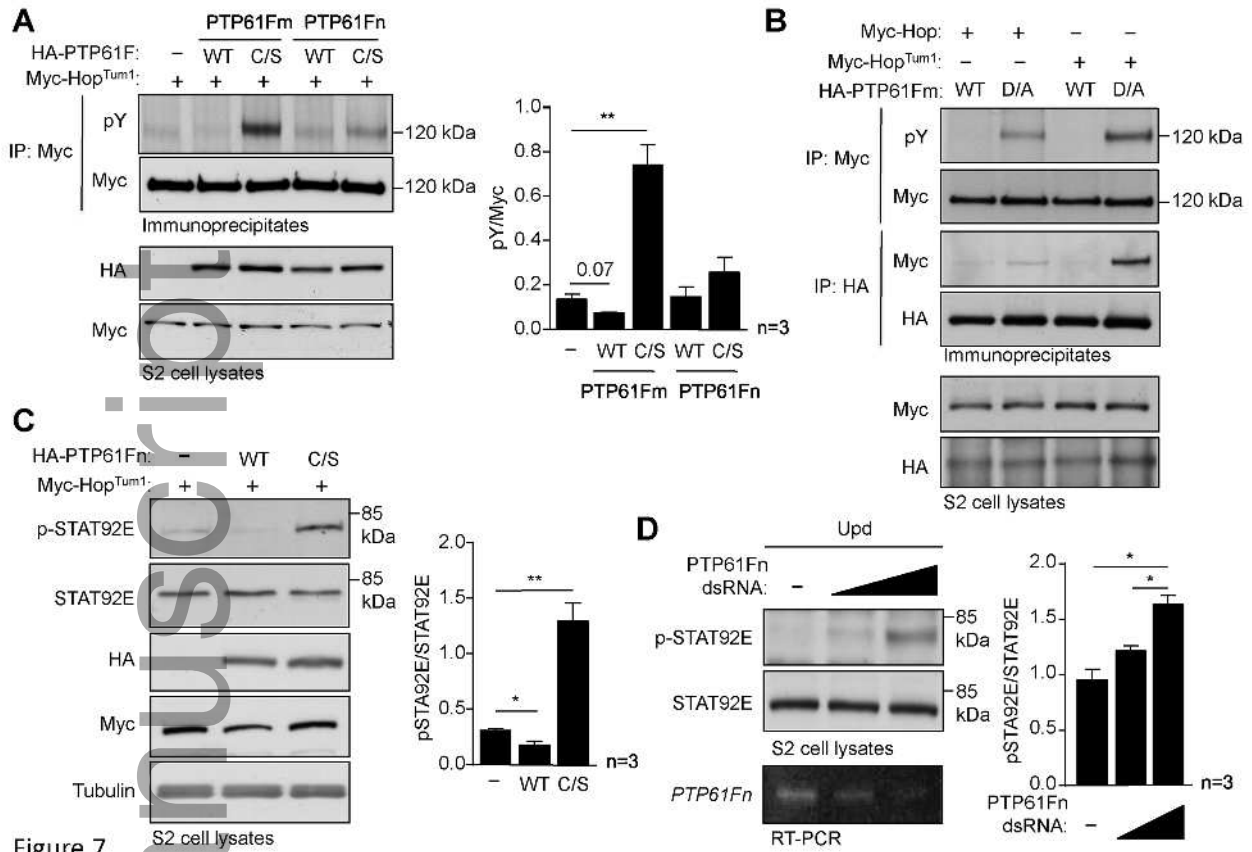 A
PTP61Fm PTP61Fn
HA-PTP61F: – WT C/S WT C/S
Myc-HopTum1: + + + + +
IP: Myc
pY
120 kDa
Myc
120 kDa
Immunoprecipitates
HA
Myc
S2 cell lysates
pY/Myc
1.0
0.8
0.6
0.4
0.2
0.0
**
0.07
n=3
– WT C/S WT C/S
PTP61Fm PTP61Fn
B
Myc-Hop: + + – –
Myc-HopTum1: – – + +
HA-PTP61Fm: WT D/A WT D/A
IP: Myc
pY
120 kDa
Myc
120 kDa
IP: HA
Myc
HA
Immunoprecipitates
Myc
HA
S2 cell lysates
C
HA-PTP61Fn: – WT C/S
Myc-HopTum1: + + +
p-STAT92E
85 kDa
STAT92E
85 kDa
HA
Myc
Tubulin
S2 cell lysates
pSTA92E/STAT92E
2.0
1.5
1.0
0.5
0.0
**
*
n=3
– WT C/S
D
Upd
PTP61Fn
dsRNA: –
p-STAT92E
85 kDa
STAT92E
85 kDa
S2 cell lysates
PTP61Fn
RT-PCR
pSTA92E/STAT92E
2.0
1.5
1.0
0.5
0.0
*
*
n=3
PTP61Fn
dsRNA: –
Figure 7
nuscript